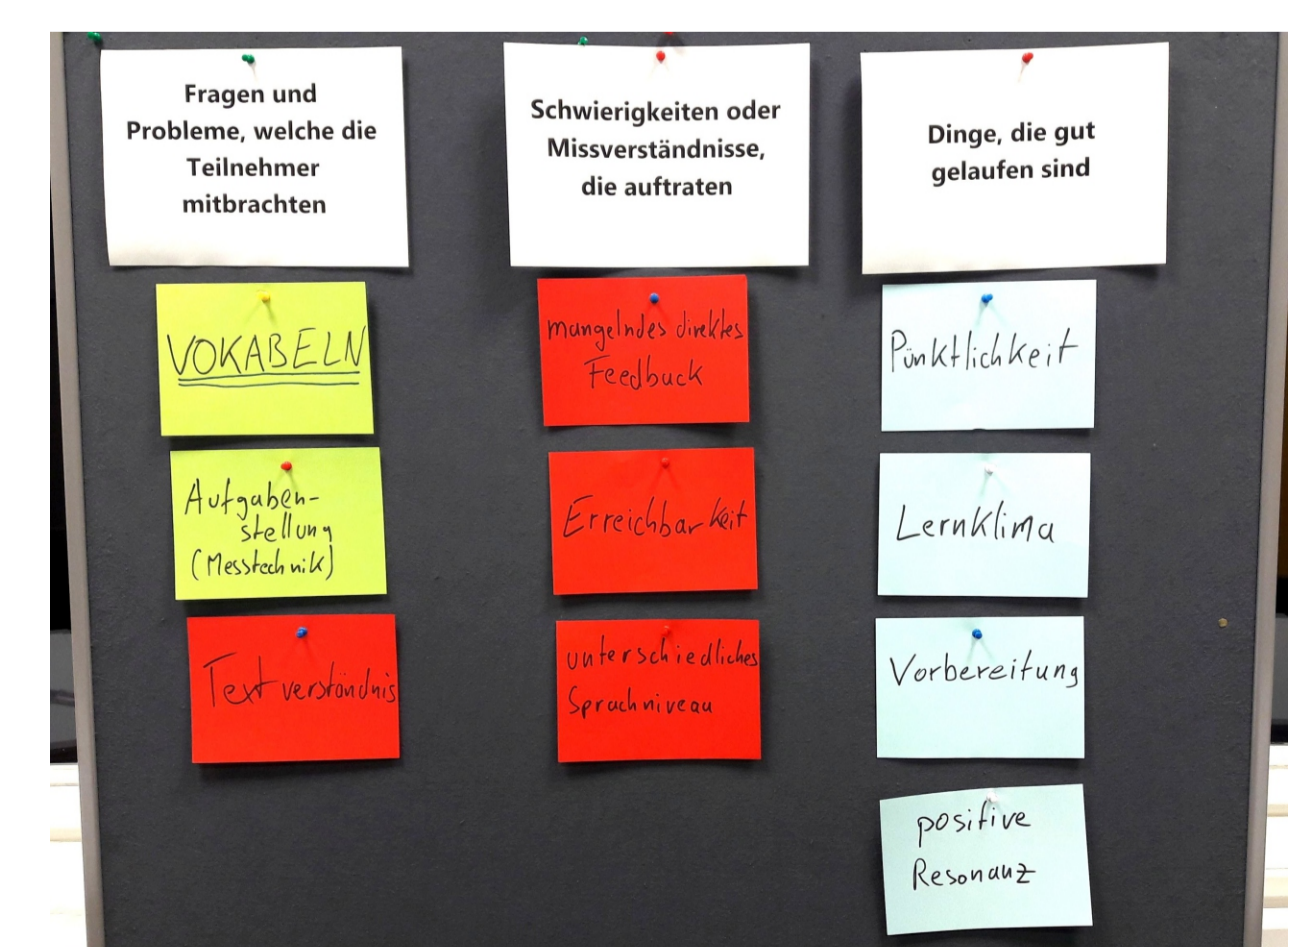 Fragen und
Probleme, welche die
Teilnehmer
mitbrachten
VOKABELN
Aufgaben-
stellung
(Messtechnik)
Textverständnis
Schwierigkeiten oder
Missverständnisse,
die auftraten
mangelndes direktes
Feedback
Erreichbarkeit
unterschiedliches
Sprachniveau
Dinge, die gut
gelaufen sind
Pünktlichkeit
Lernklima
Vorbereitung
positive
Resonanz